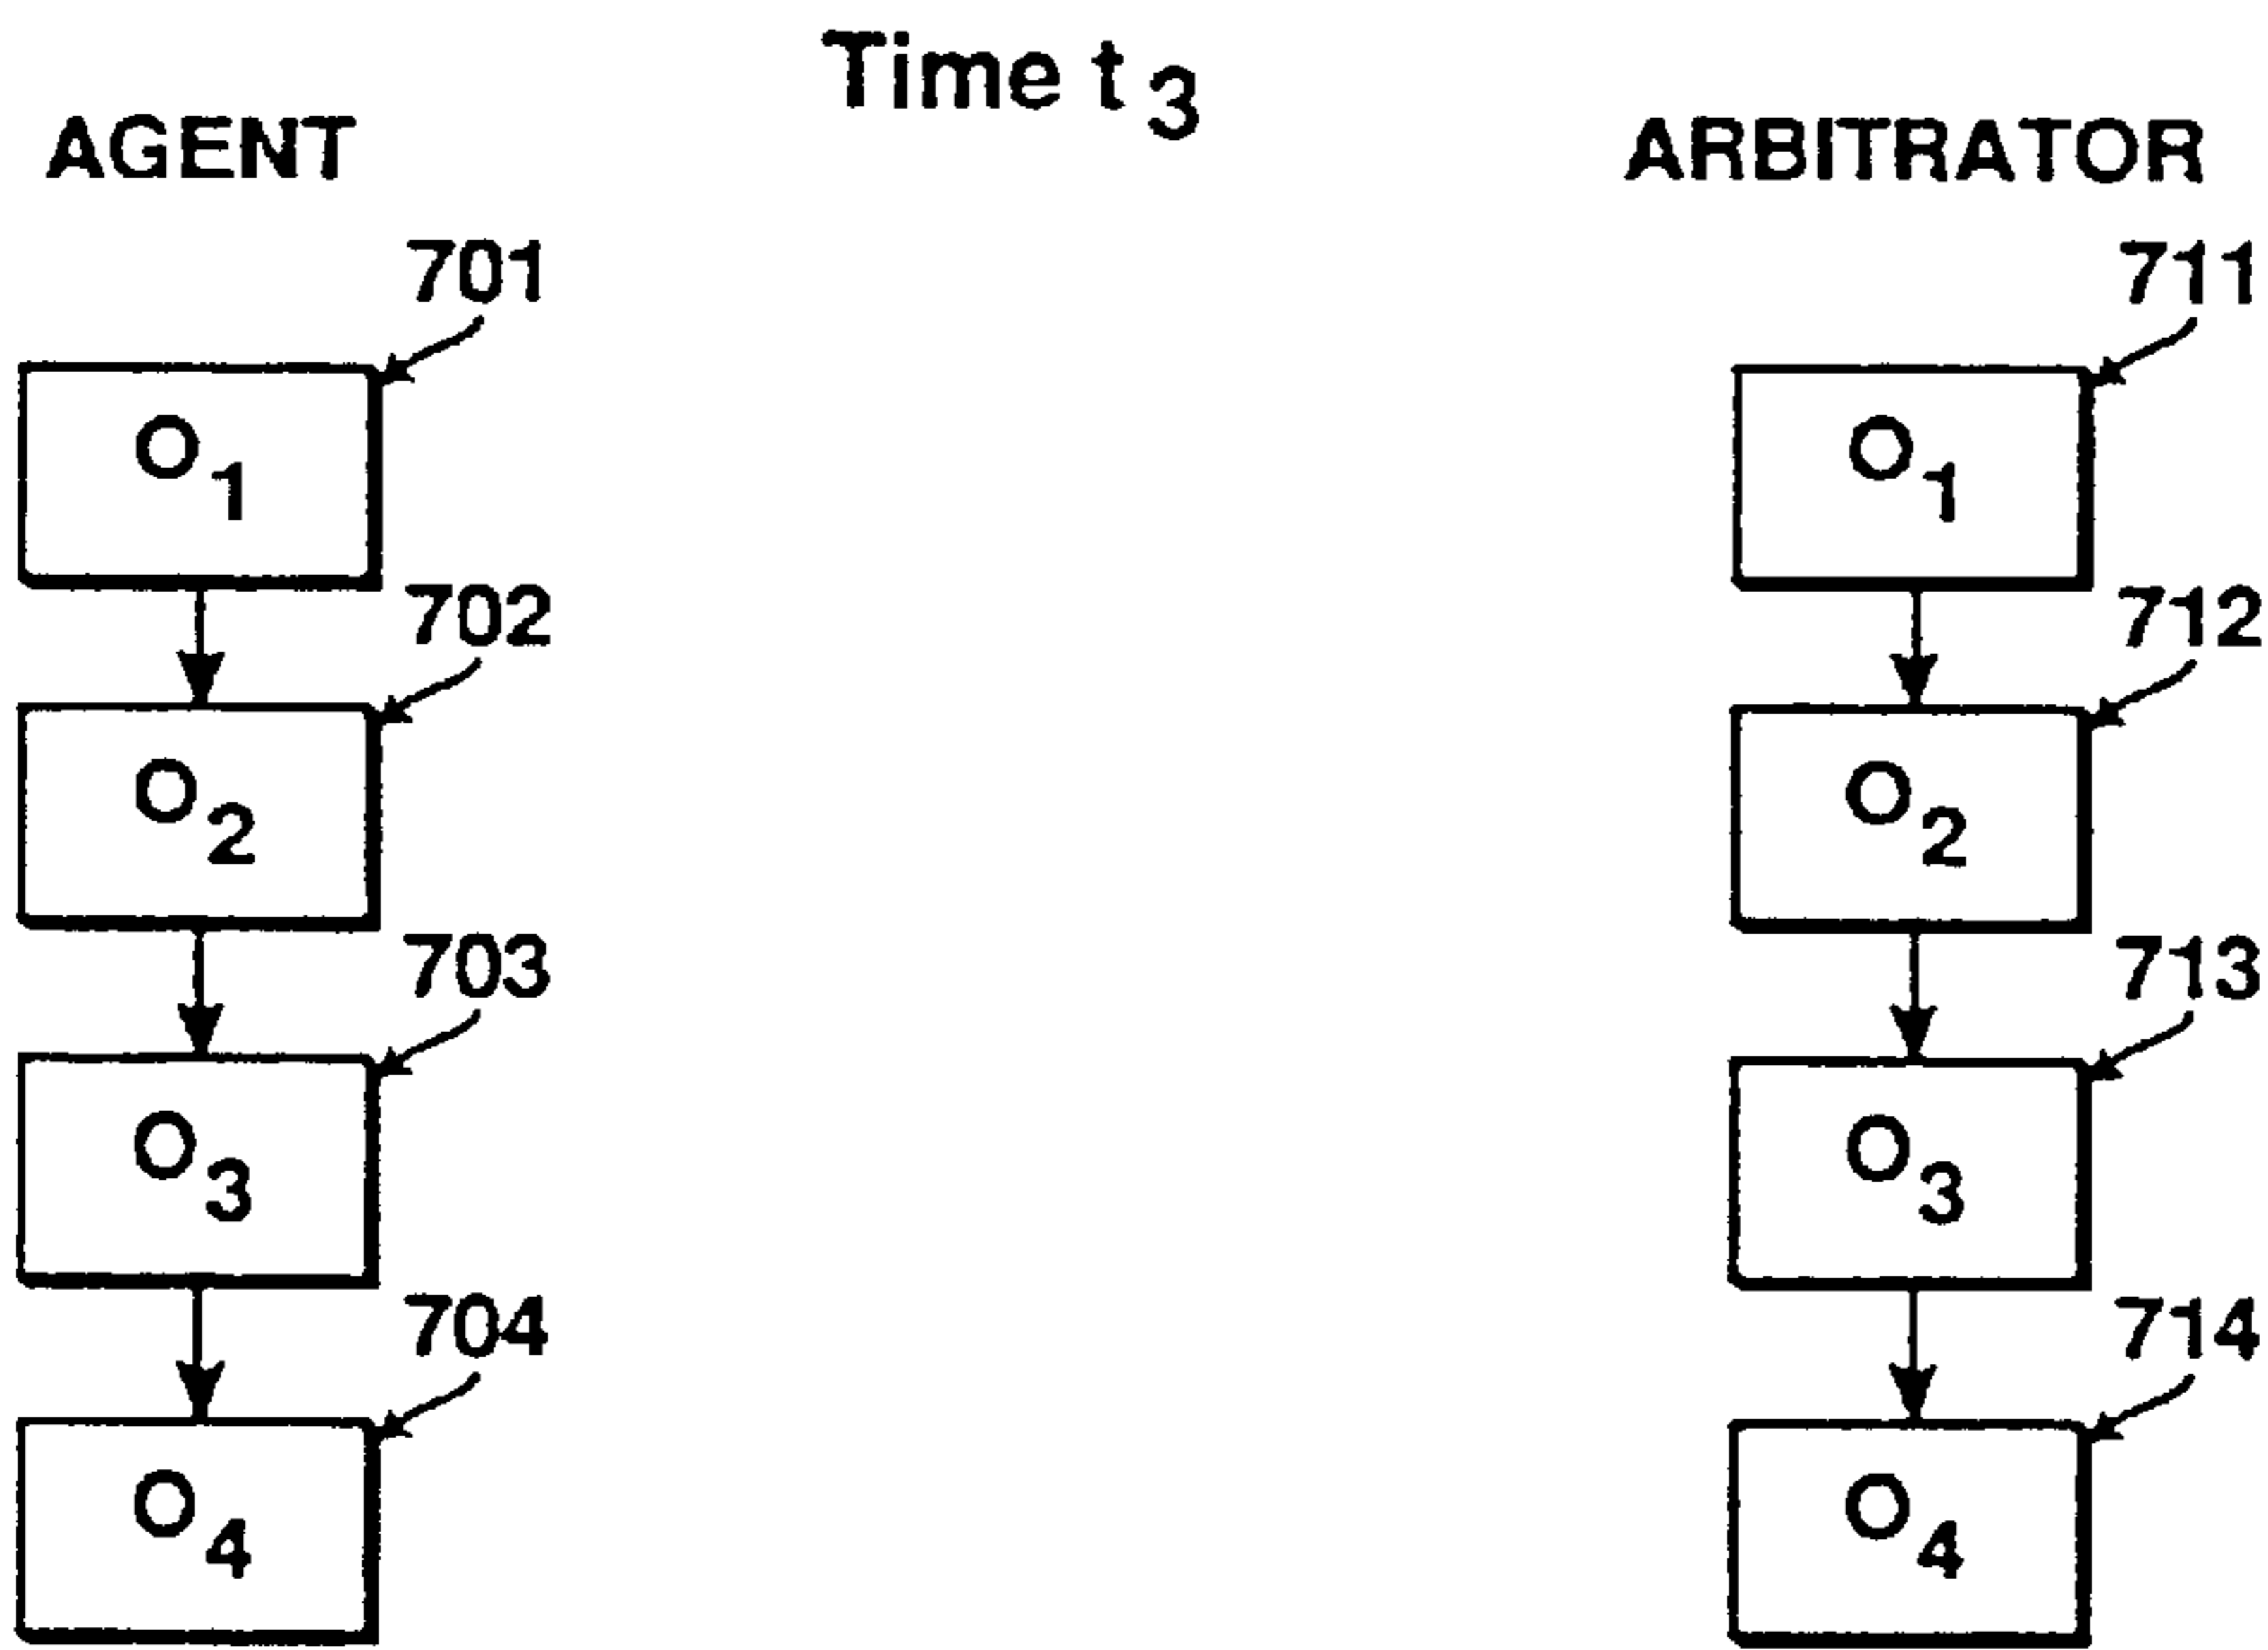 Time t3
AGENT
ARBITRATOR
701
711
O1
O1
702
712
O2
O2
703
713
O3
O3
704
714
O4
O4